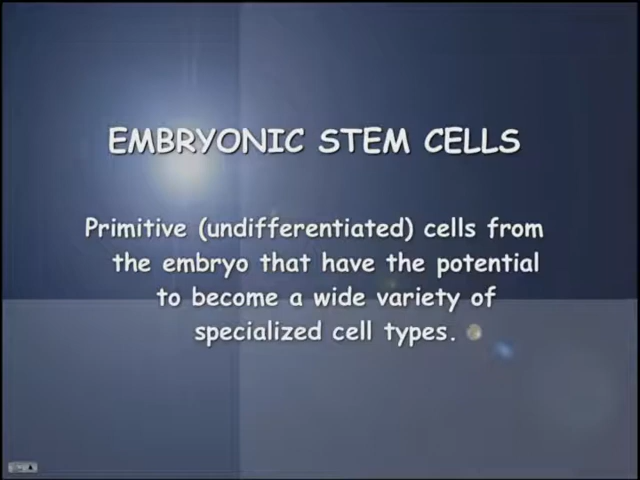 EMBRYONIC STEM CELLS
Primitive (undifferentiated) cells from
the embryo that have the potential
to become a wide variety of
specialized cell types.